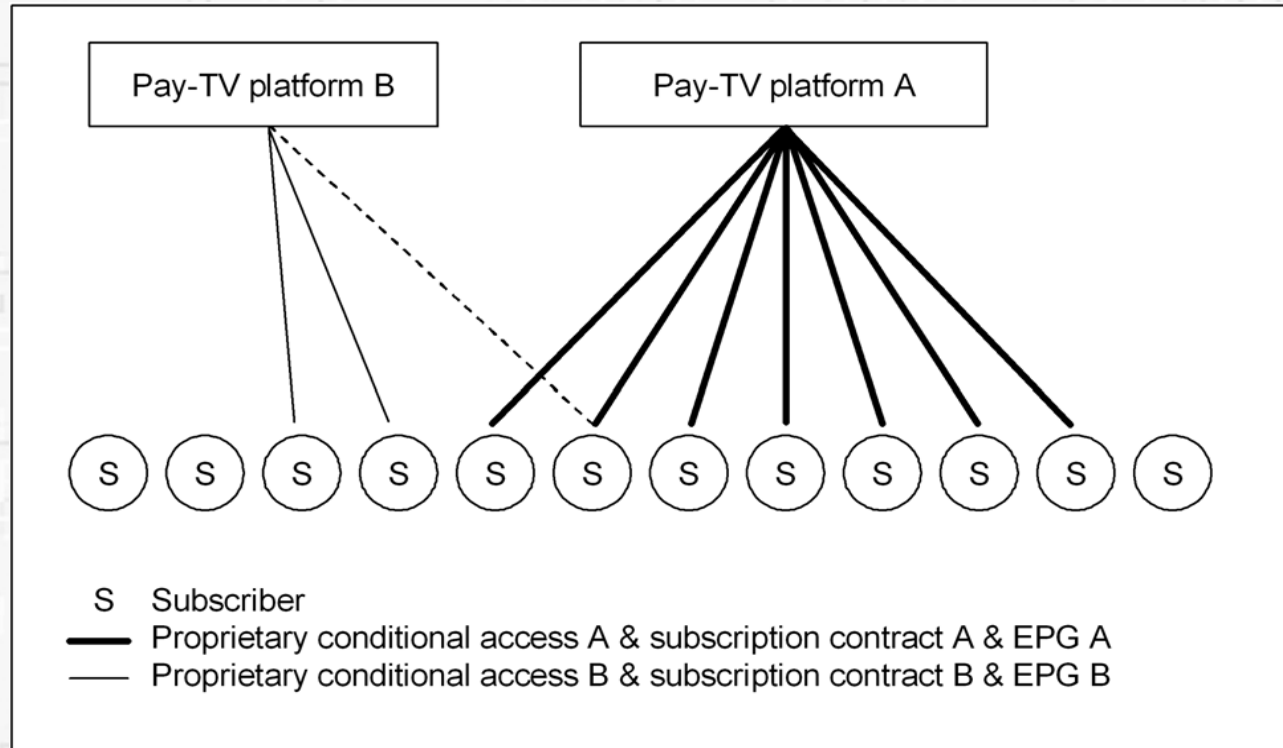 Pay-TV platform B
Pay-TV platform A
S S S S S S S S S S S S
S Subscriber
Proprietary conditional access A & subscription contract A & EPG A
Proprietary conditional access B & subscription contract B & EPG B